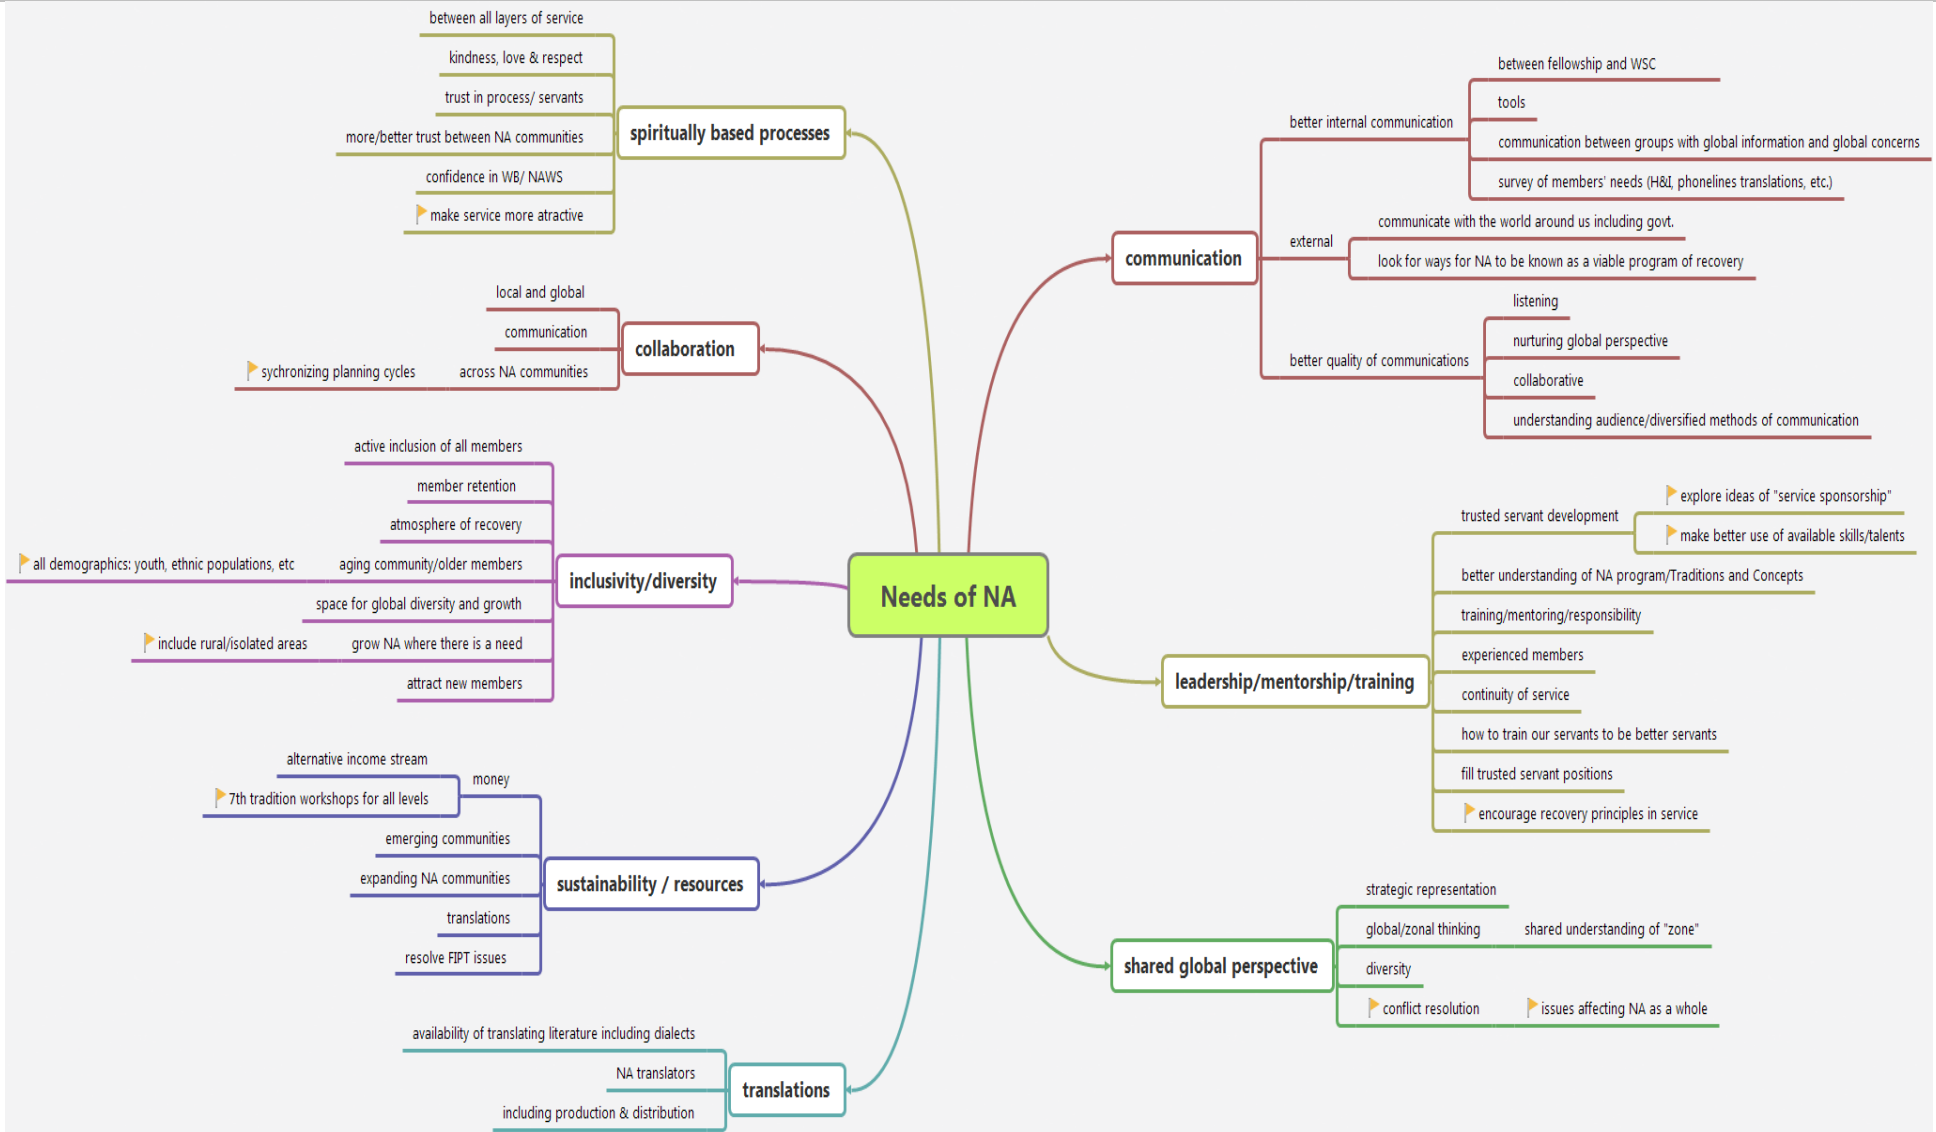 Needs of NA
communication
better internal communication
between fellowship and WSC
tools
communication between groups with global information and global concerns
survey of members' needs (H&I, phonelines translations, etc.)
external
communicate with the world around us including govt.
look for ways for NA to be known as a viable program of recovery
better quality of communications
listening
nurturing global perspective
collaborative
understanding audience/diversified methods of communication
leadership/mentorship/training
trusted servant development
explore ideas of "service sponsorship"
make better use of available skills/talents
better understanding of NA program/Traditions and Concepts
training/mentoring/responsibility
experienced members
continuity of service
how to train our servants to be better servants
fill trusted servant positions
encourage recovery principles in service
shared global perspective
strategic representation
global/zonal thinking
shared understanding of "zone"
diversity
conflict resolution
issues affecting NA as a whole
spiritually based processes
between all layers of service
kindness, love & respect
trust in process/ servants
more/better trust between NA communities
confidence in WB/ NAWS
make service more atractive
collaboration
local and global
communication
across NA communities
sychronizing planning cycles
inclusivity/diversity
active inclusion of all members
member retention
atmosphere of recovery
aging community/older members
all demographics: youth, ethnic populations, etc
space for global diversity and growth
grow NA where there is a need
include rural/isolated areas
attract new members
sustainability / resources
money
alternative income stream
7th tradition workshops for all levels
emerging communities
expanding NA communities
translations
resolve FIPT issues
translations
availability of translating literature including dialects
NA translators
including production & distribution